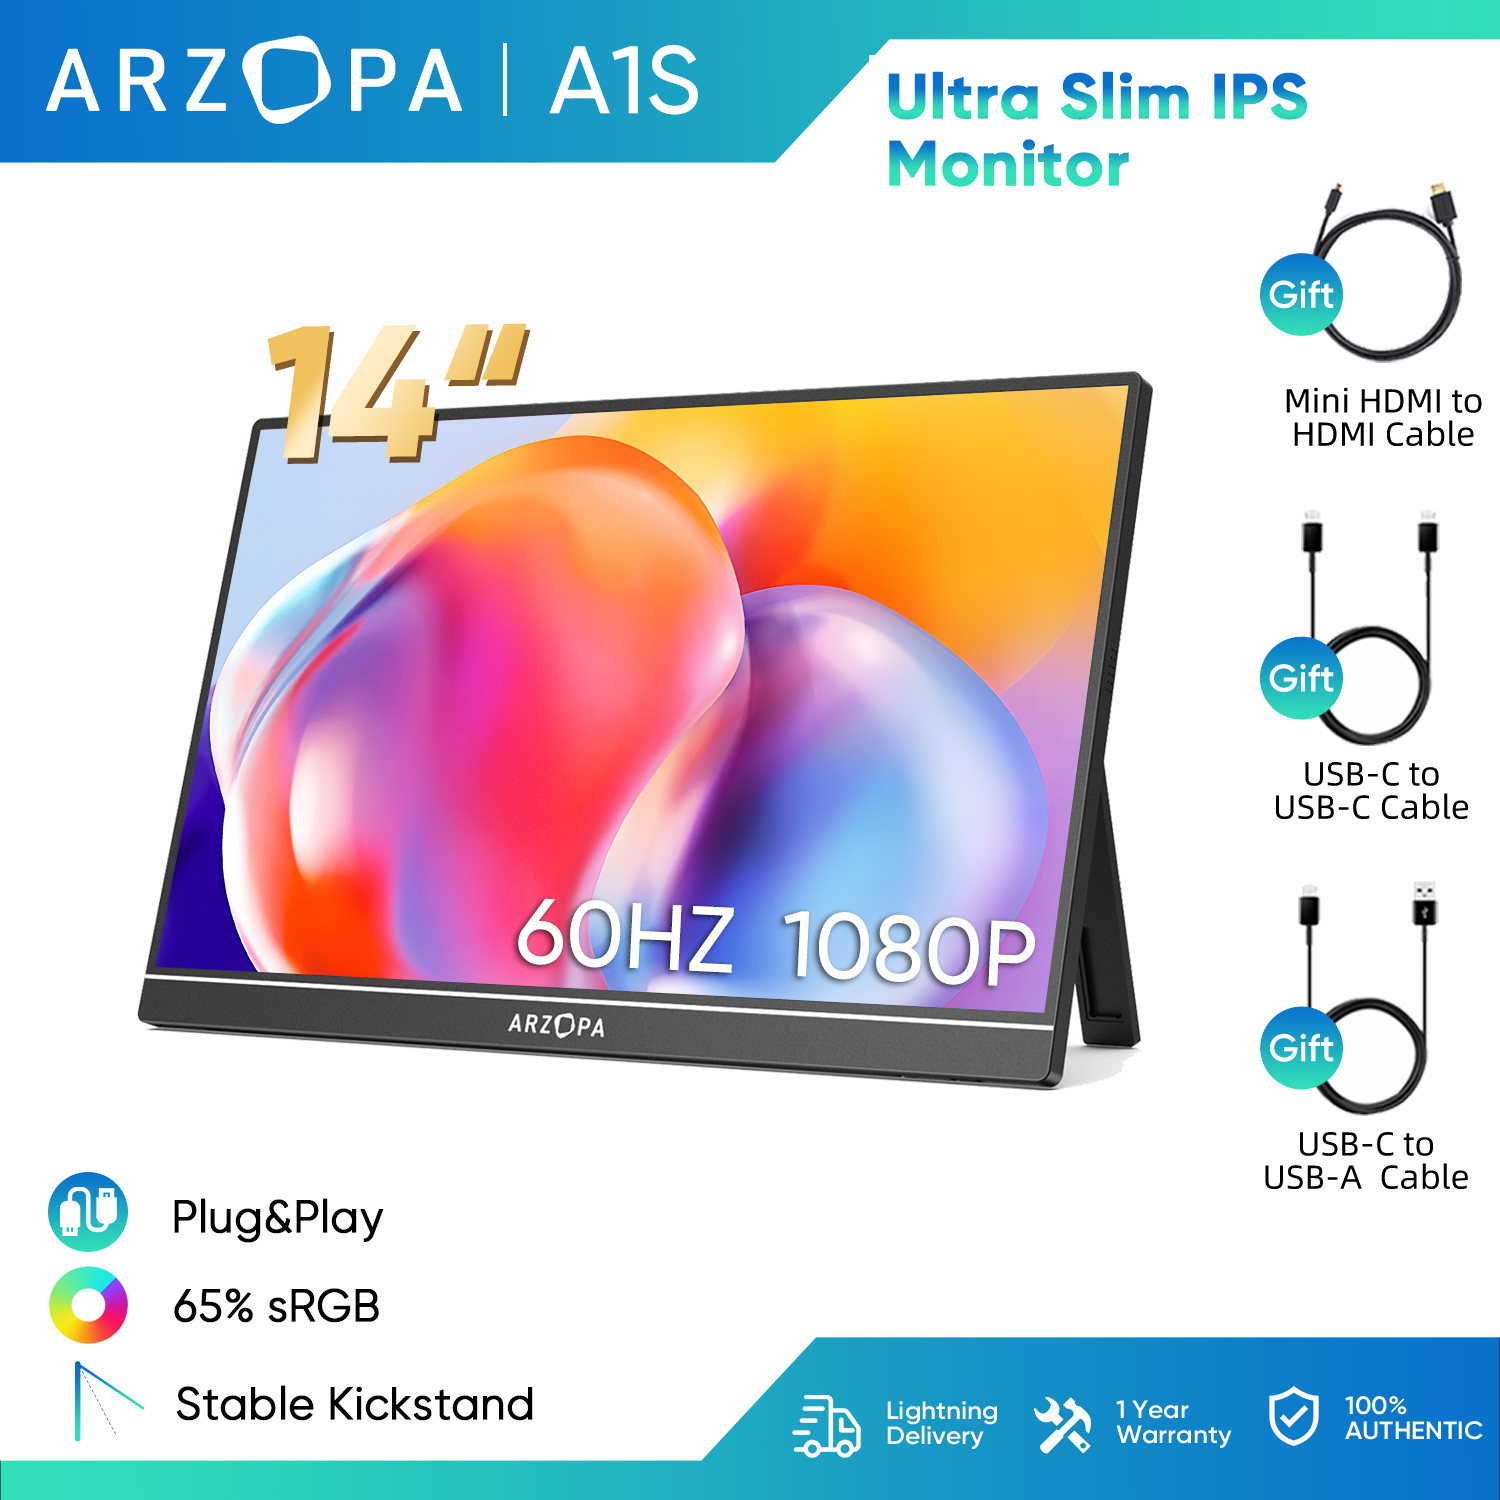 ARZOPA | A1S
Ultra Slim IPS
Monitor
14"
60HZ 1080P
ARZOPA
Gift
Mini HDMI to
HDMI Cable
Gift
USB-C to
USB-C Cable
Gift
USB-C to
USB-A Cable
Plug&Play
65% sRGB
Stable Kickstand
Lightning
Delivery
1 Year
Warranty
100%
AUTHENTIC